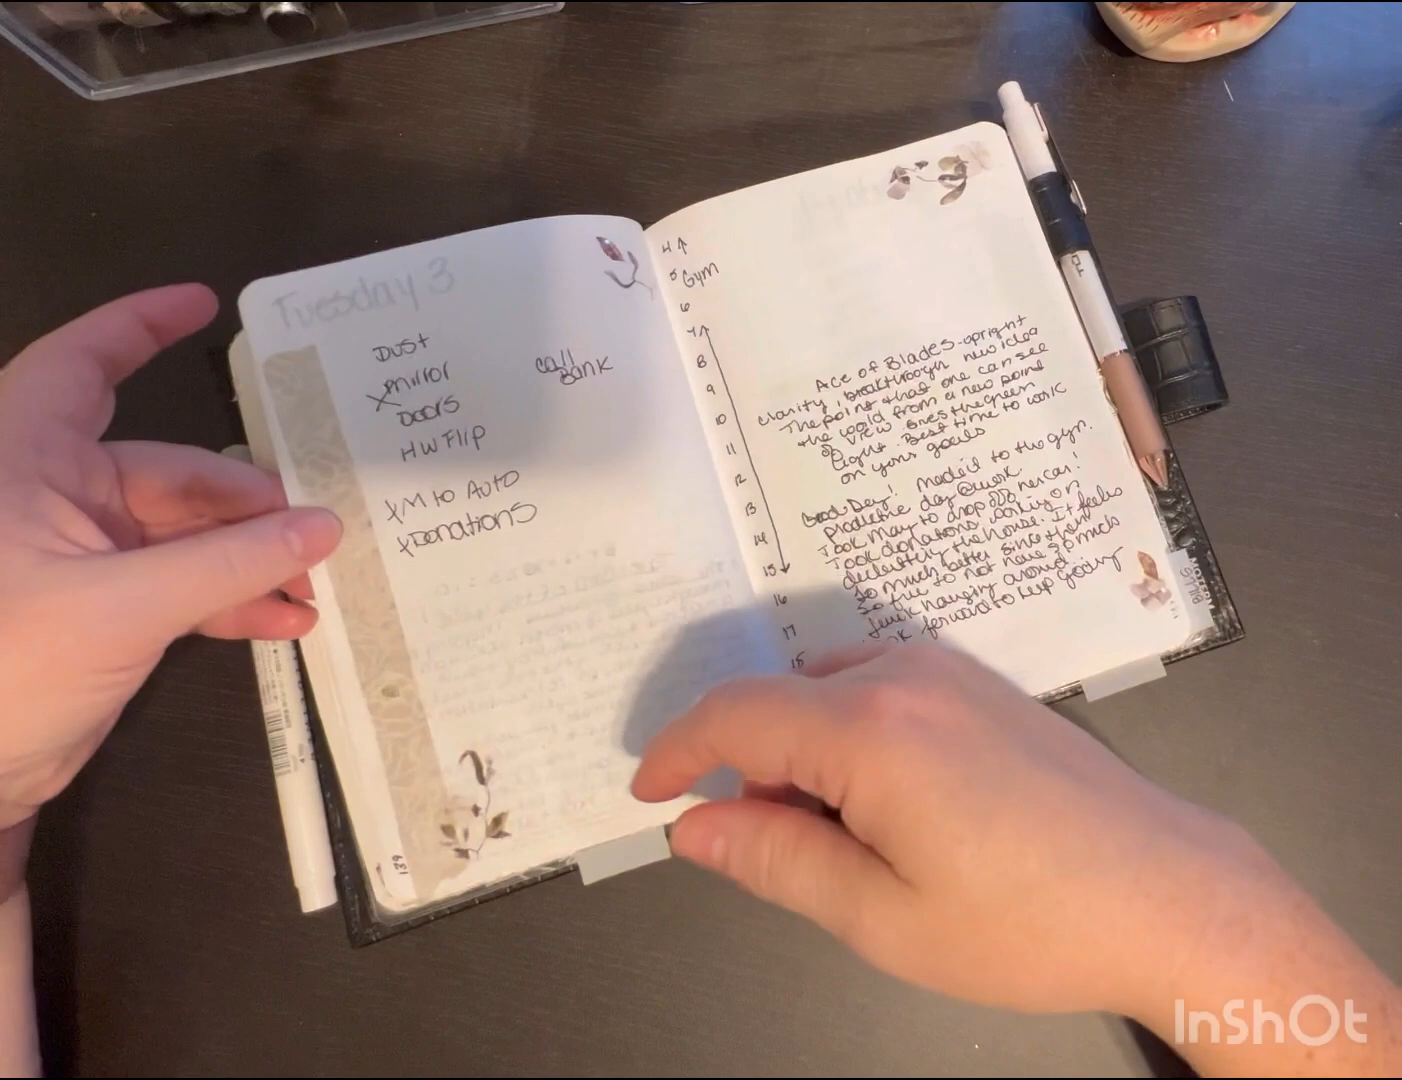 Tuesday 3
Dust
x mirror
Doors
HW Flip
call
Bank
x M to Auto
x Donations
139
4
5 Gym
6
7
8
9
10
11
12
13
14
15
16
17
18
Ace of Blades - upright
clarity, breakthrough new idea
The point that one can see
the world from a new point
of view. Gives the green
light. Best time to work
on your goals
Good Day! Made it to the gym.
Productive day @ work.
Took may to drop off her car!
Took donations, working on
decluttering the house. It feels
so much better since then
so free to not have so much
junk hanging around
forward to keep going
InShOt